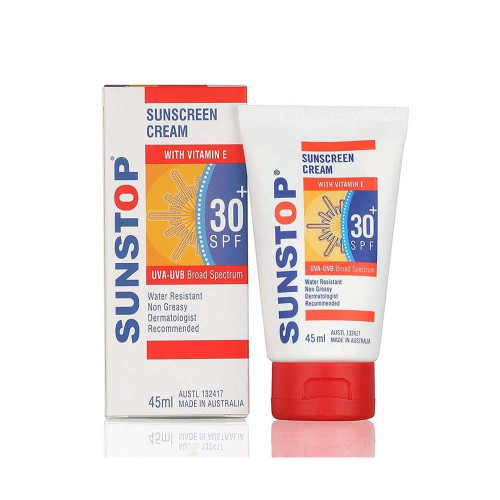 SUNSTOP®
SUNSCREEN
CREAM
WITH VITAMIN E
30+
SPF
UVA-UVB Broad Spectrum
Water Resistant
Non Greasy
Dermatologist
Recommended
45ml
AUSTL 132417
MADE IN AUSTRALIA
SUNSTOP®
SUNSCREEN
CREAM
WITH VITAMIN E
30+
SPF
UVA-UVB Broad Spectrum
Water Resistant
Non Greasy
Dermatologist
Recommended
45ml
AUSTL 132417
MADE IN AUSTRALIA